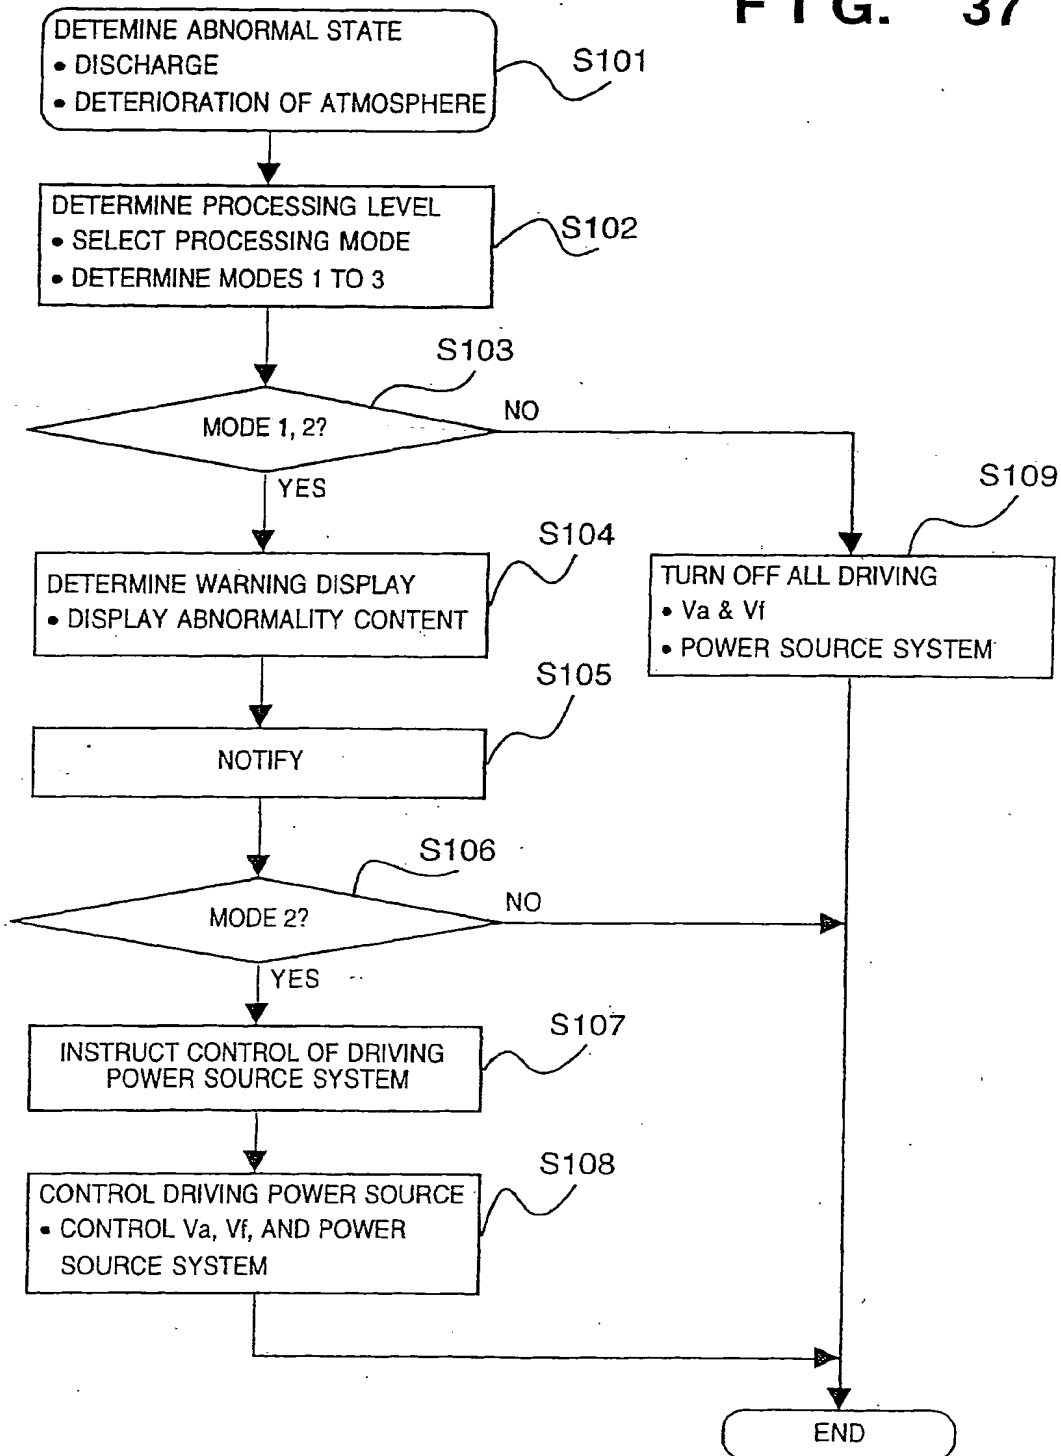 FIG. 37
DETEMINE ABNORMAL STATE
• DISCHARGE
• DETERIORATION OF ATMOSPHERE
S101
DETERMINE PROCESSING LEVEL
• SELECT PROCESSING MODE
• DETERMINE MODES 1 TO 3
S102
S103
MODE 1, 2?
NO
YES
S109
TURN OFF ALL DRIVING
• Va & Vf
• POWER SOURCE SYSTEM
S104
DETERMINE WARNING DISPLAY
• DISPLAY ABNORMALITY CONTENT
S105
NOTIFY
S106
MODE 2?
NO
YES
S107
INSTRUCT CONTROL OF DRIVING
POWER SOURCE SYSTEM
S108
CONTROL DRIVING POWER SOURCE
• CONTROL Va, Vf, AND POWER
SOURCE SYSTEM
END